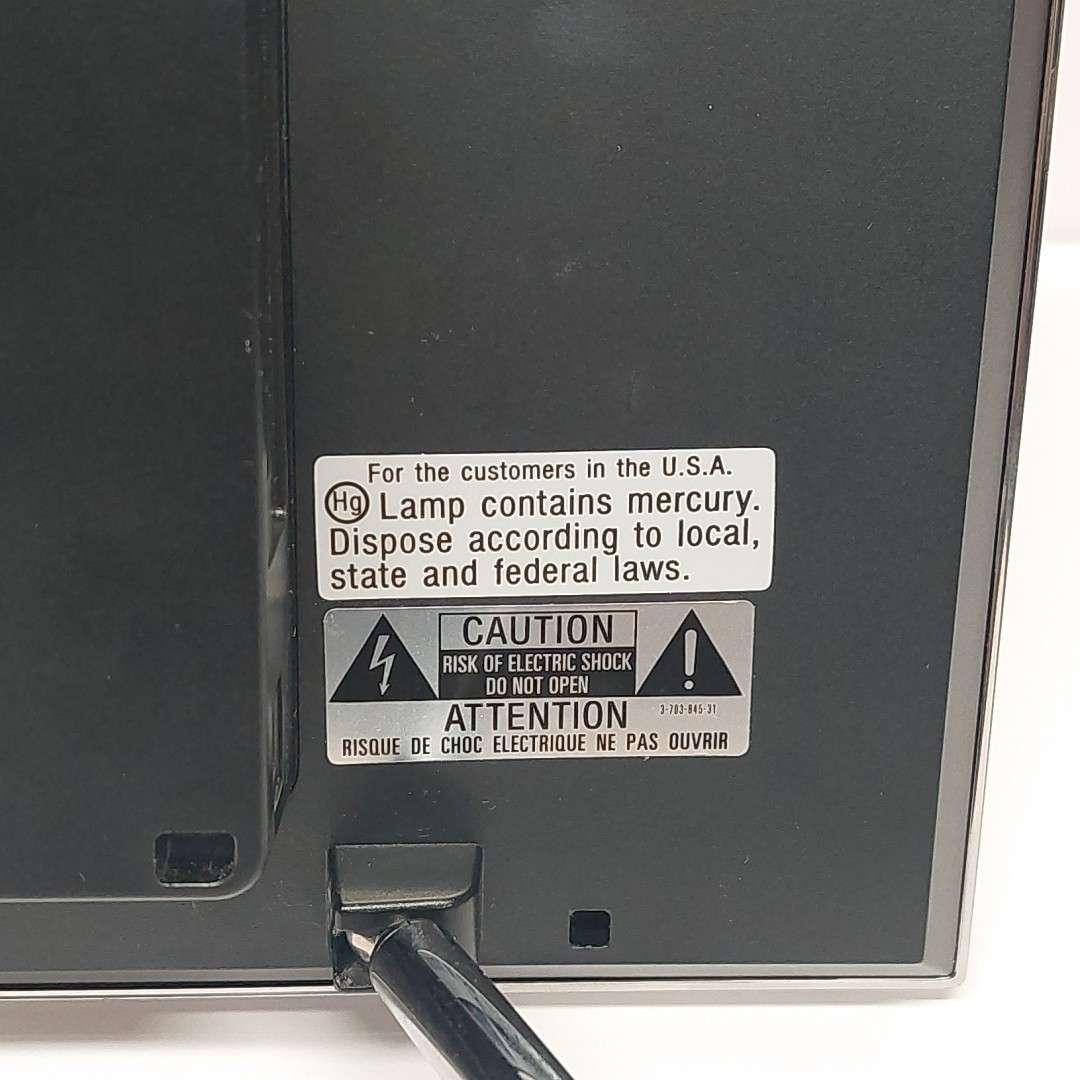 For the customers in the U.S.A.
Hg Lamp contains mercury.
Dispose according to local,
state and federal laws.
CAUTION
RISK OF ELECTRIC SHOCK
DO NOT OPEN
ATTENTION 3-703-845-31
RISQUE DE CHOC ELECTRIQUE NE PAS OUVRIR